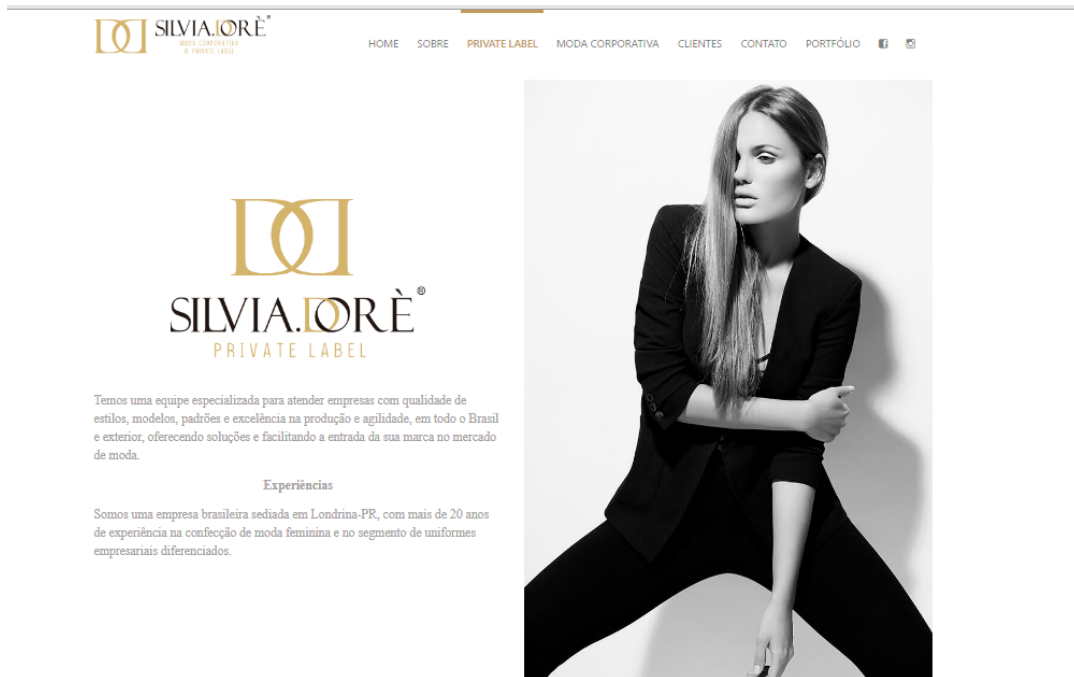 SILVIA.DORÈ®
MODA CORPORATIVA
& PRIVATE LABEL
HOME SOBRE PRIVATE LABEL MODA CORPORATIVA CLIENTES CONTATO PORTFÓLIO
SILVIA.DORÈ®
PRIVATE LABEL
Temos uma equipe especializada para atender empresas com qualidade de
estilos, modelos, padrões e excelência na produção e agilidade, em todo o Brasil
e exterior, oferecendo soluções e facilitando a entrada da sua marca no mercado
de moda.
Experiências
Somos uma empresa brasileira sediada em Londrina-PR, com mais de 20 anos
de experiência na confecção de moda feminina e no segmento de uniformes
empresariais diferenciados.